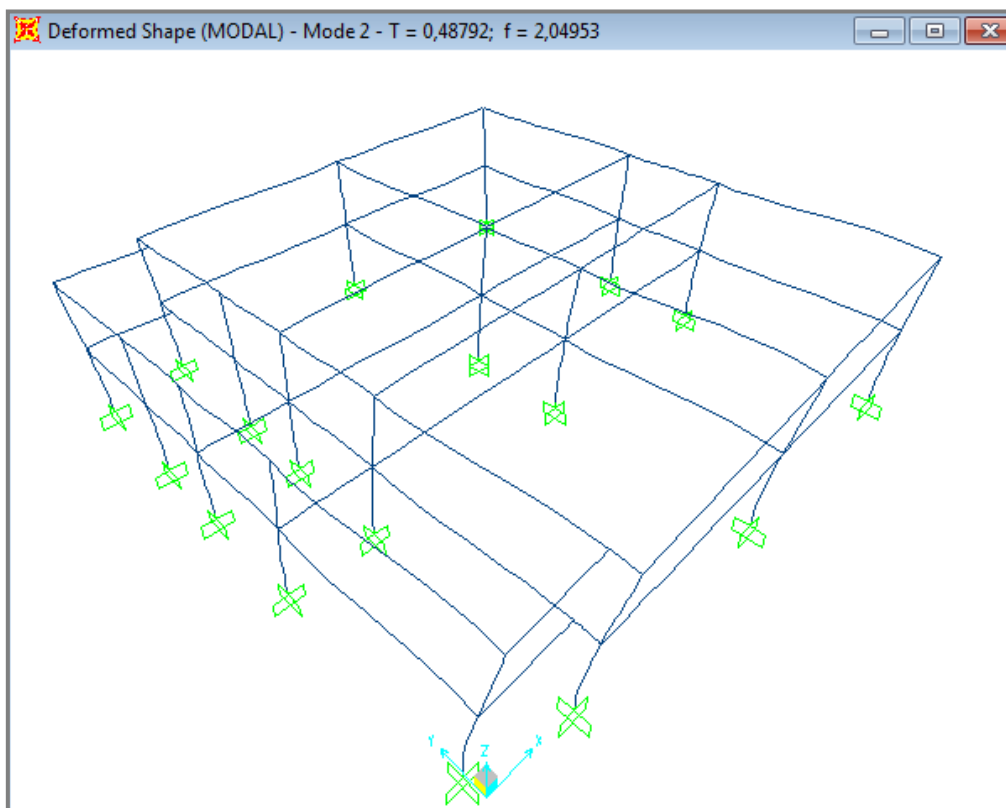 Deformed Shape (MODAL) - Mode 2 - T = 0,48792; f = 2,04953
Y
Z
X